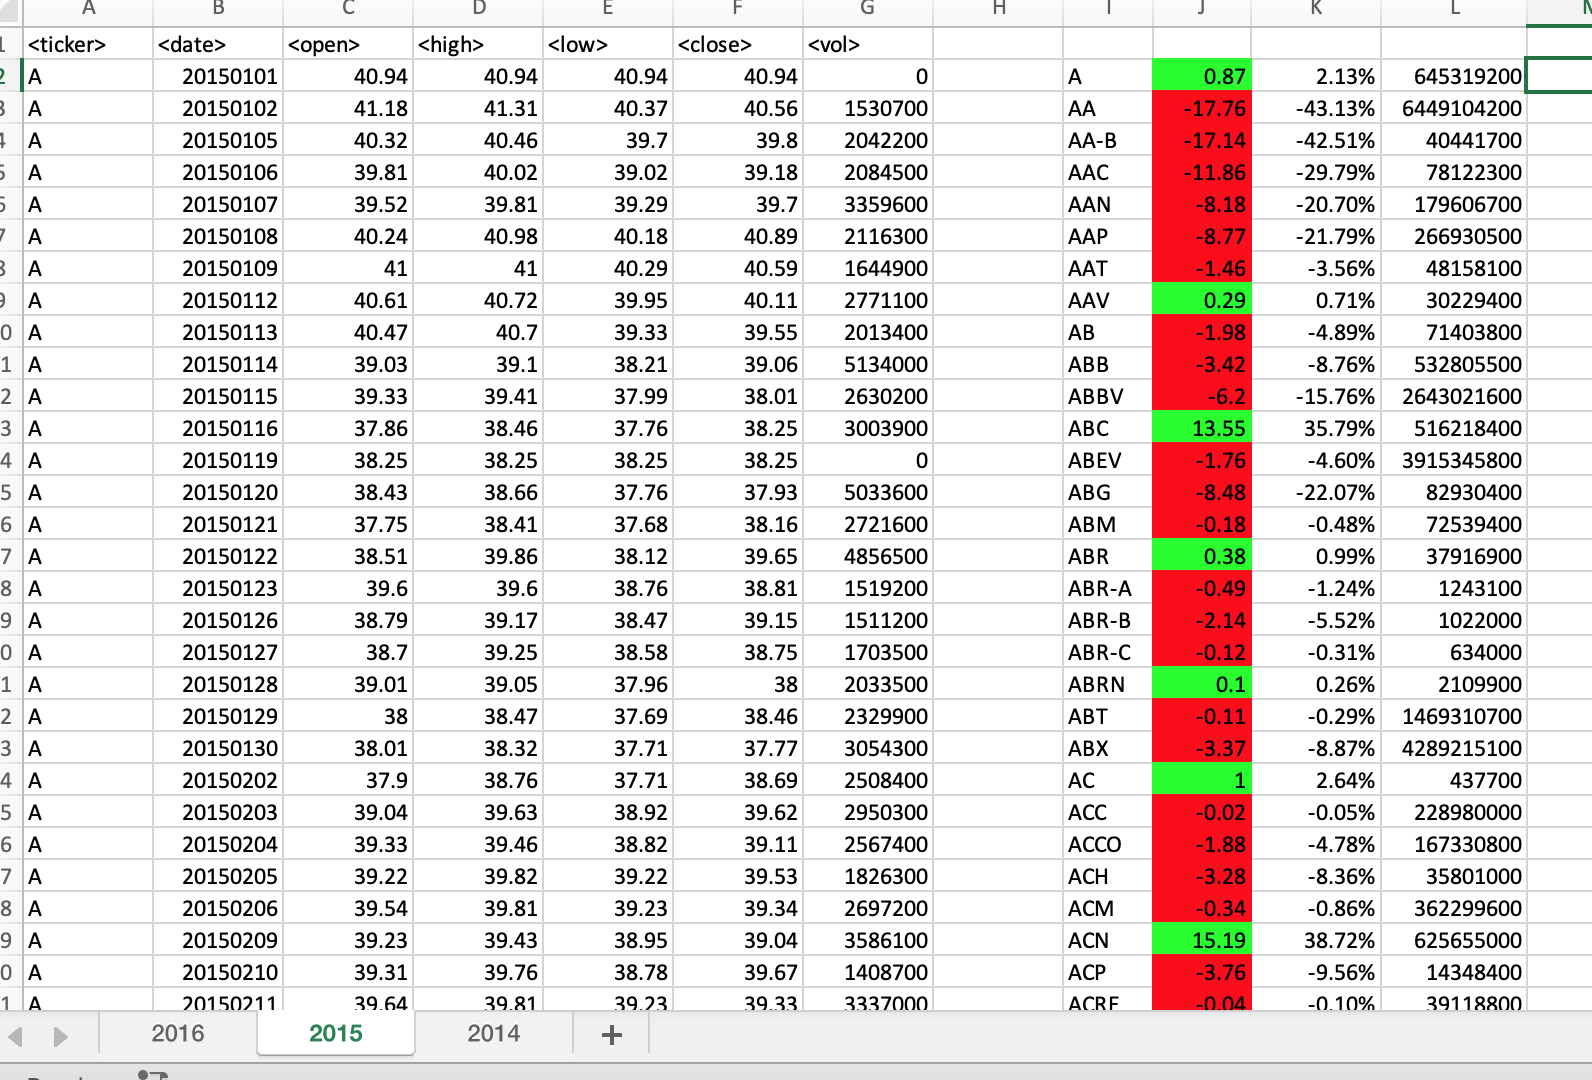 A B C D E F G H I J K L
1 <ticker> <date> <open> <high> <low> <close> <vol>
2 A 20150101 40.94 40.94 40.94 40.94 0 A 0.87 2.13% 645319200
3 A 20150102 41.18 41.31 40.37 40.56 1530700 AA -17.76 -43.13% 6449104200
4 A 20150105 40.32 40.46 39.7 39.8 2042200 AA-B -17.14 -42.51% 40441700
5 A 20150106 39.81 40.02 39.02 39.18 2084500 AAC -11.86 -29.79% 78122300
6 A 20150107 39.52 39.81 39.29 39.7 3359600 AAN -8.18 -20.70% 179606700
7 A 20150108 40.24 40.98 40.18 40.89 2116300 AAP -8.77 -21.79% 266930500
8 A 20150109 41 41 40.29 40.59 1644900 AAT -1.46 -3.56% 48158100
9 A 20150112 40.61 40.72 39.95 40.11 2771100 AAV 0.29 0.71% 30229400
0 A 20150113 40.47 40.7 39.33 39.55 2013400 AB -1.98 -4.89% 71403800
1 A 20150114 39.03 39.1 38.21 39.06 5134000 ABB -3.42 -8.76% 532805500
2 A 20150115 39.33 39.41 37.99 38.01 2630200 ABBV -6.2 -15.76% 2643021600
3 A 20150116 37.86 38.46 37.76 38.25 3003900 ABC 13.55 35.79% 516218400
4 A 20150119 38.25 38.25 38.25 38.25 0 ABEV -1.76 -4.60% 3915345800
5 A 20150120 38.43 38.66 37.76 37.93 5033600 ABG -8.48 -22.07% 82930400
6 A 20150121 37.75 38.41 37.68 38.16 2721600 ABM -0.18 -0.48% 72539400
7 A 20150122 38.51 39.86 38.12 39.65 4856500 ABR 0.38 0.99% 37916900
8 A 20150123 39.6 39.6 38.76 38.81 1519200 ABR-A -0.49 -1.24% 1243100
9 A 20150126 38.79 39.17 38.47 39.15 1511200 ABR-B -2.14 -5.52% 1022000
0 A 20150127 38.7 39.25 38.58 38.75 1703500 ABR-C -0.12 -0.31% 634000
1 A 20150128 39.01 39.05 37.96 38 2033500 ABRN 0.1 0.26% 2109900
2 A 20150129 38 38.47 37.69 38.46 2329900 ABT -0.11 -0.29% 1469310700
3 A 20150130 38.01 38.32 37.71 37.77 3054300 ABX -3.37 -8.87% 4289215100
4 A 20150202 37.9 38.76 37.71 38.69 2508400 AC 1 2.64% 437700
5 A 20150203 39.04 39.63 38.92 39.62 2950300 ACC -0.02 -0.05% 228980000
6 A 20150204 39.33 39.46 38.82 39.11 2567400 ACCO -1.88 -4.78% 167330800
7 A 20150205 39.22 39.82 39.22 39.53 1826300 ACH -3.28 -8.36% 35801000
8 A 20150206 39.54 39.81 39.23 39.34 2697200 ACM -0.34 -0.86% 362299600
9 A 20150209 39.23 39.43 38.95 39.04 3586100 ACN 15.19 38.72% 625655000
0 A 20150210 39.31 39.76 38.78 39.67 1408700 ACP -3.76 -9.56% 14348400
1 A 20150211 39.64 39.81 39.23 39.33 3337000 ACRE -0.04 -0.10% 39118800
2016 2015 2014 +